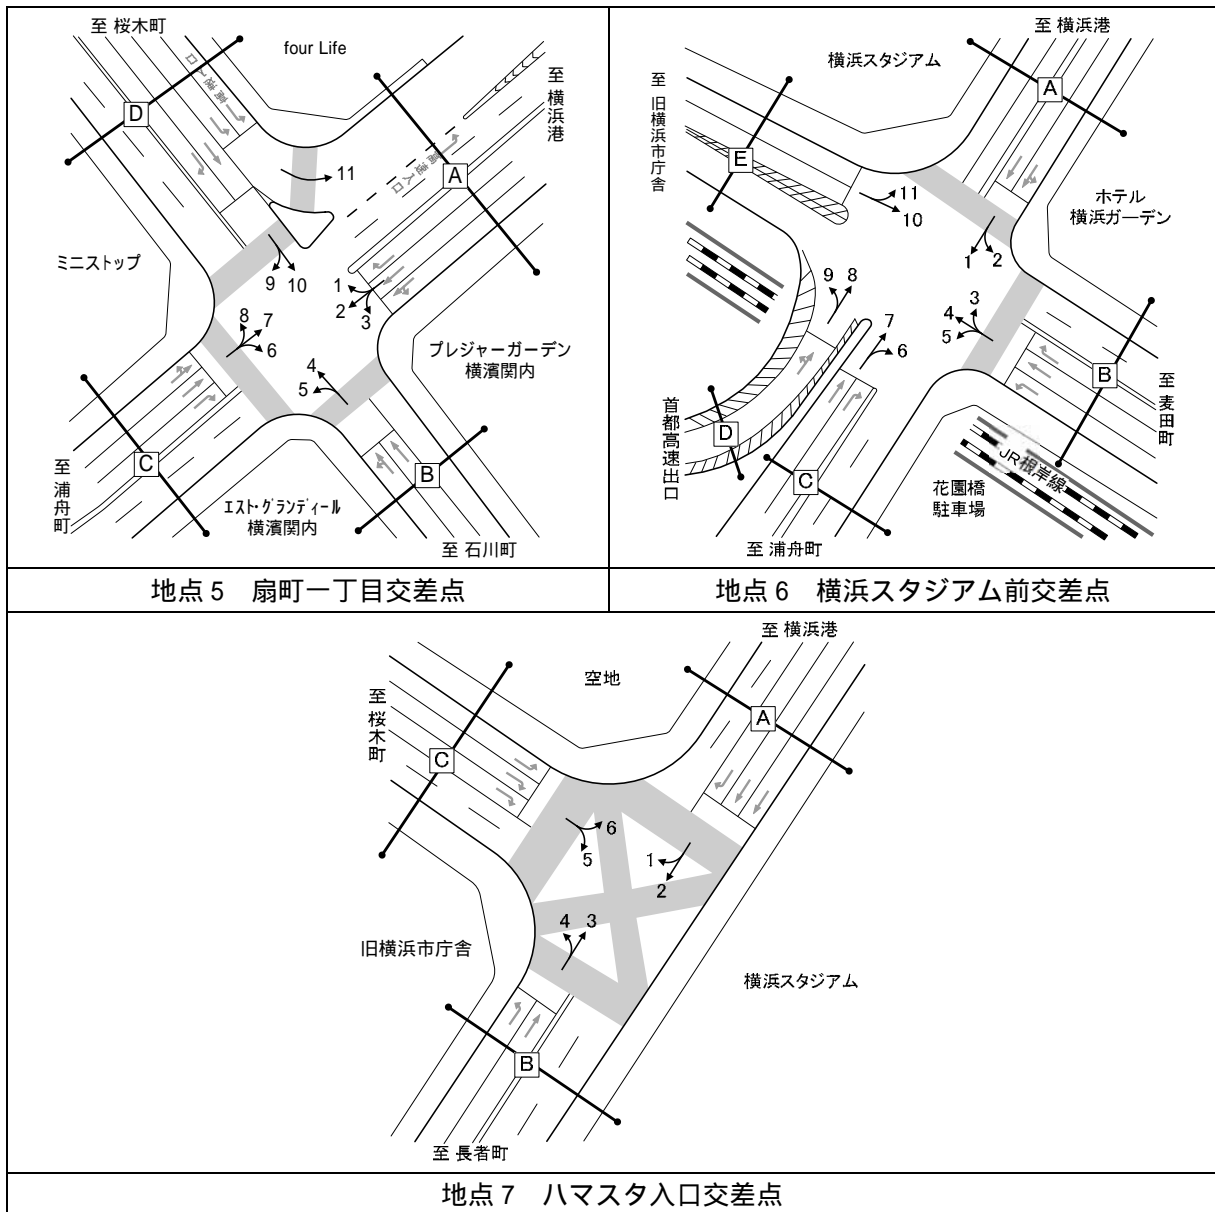 至 桜木町
four Life
至 横浜港
高速入口
高速入口
D
A
11
ミニストップ
9 10
1
2
3
8
7
6
4
5
プレジャーガーデン
横濱関内
至 浦舟町
C
B
エスト・グランディール
横濱関内
至 石川町
地点5 扇町一丁目交差点
至 横浜港
横浜スタジアム
至 旧横浜市庁舎
A
E
ホテル
横浜ガーデン
11
10
1
2
9 8
3
4
5
7
6
B
至 麦田町
首都高速出口
D
C
JR根岸線
花園橋
駐車場
至 浦舟町
地点6 横浜スタジアム前交差点
至 横浜港
空地
至 桜木町
A
C
6
5
1
2
4 3
旧横浜市庁舎
横浜スタジアム
B
至 長者町
地点7 ハマスタ入口交差点